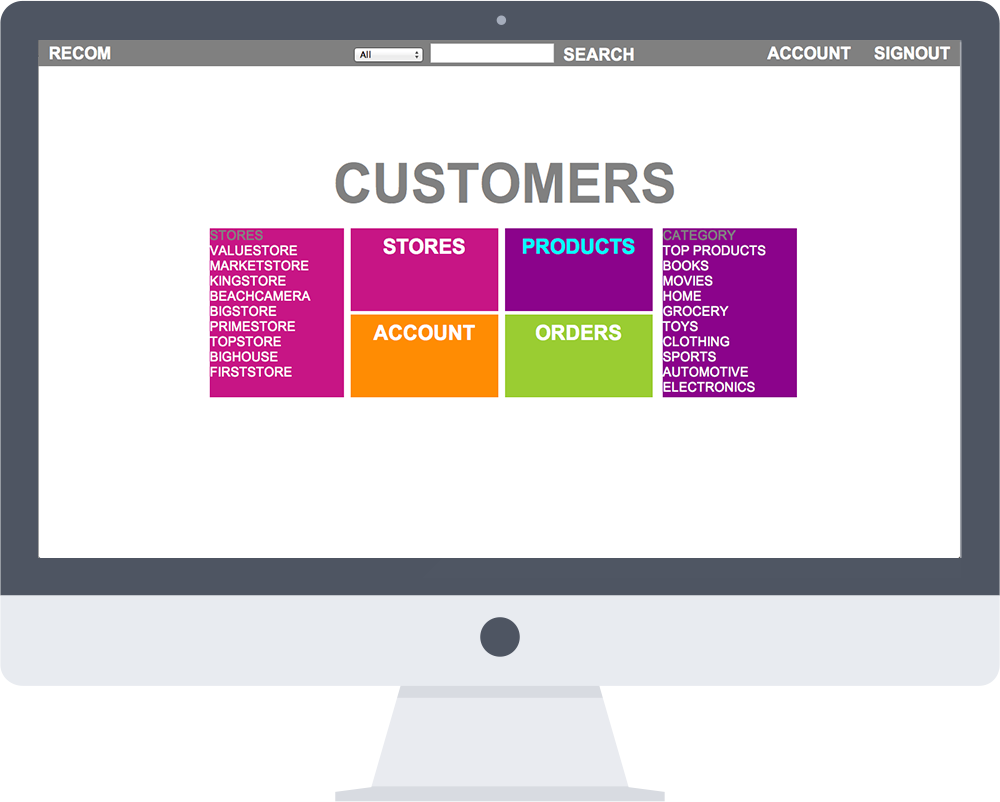 RECOM All SEARCH ACCOUNT SIGNOUT
CUSTOMERS
STORES
VALUESTORE
MARKETSTORE
KINGSTORE
BEACHCAMERA
BIGSTORE
PRIMESTORE
TOPSTORE
BIGHOUSE
FIRSTSTORE
STORES
PRODUCTS
ACCOUNT
ORDERS
CATEGORY
TOP PRODUCTS
BOOKS
MOVIES
HOME
GROCERY
TOYS
CLOTHING
SPORTS
AUTOMOTIVE
ELECTRONICS